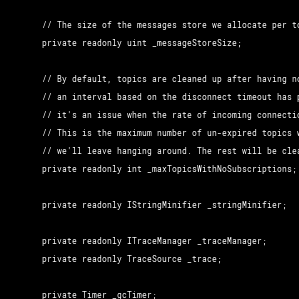 // The size of the messages store we allocate per to
private readonly uint _messageStoreSize;
// By default, topics are cleaned up after having no
// an interval based on the disconnect timeout has p
// it's an issue when the rate of incoming connectio
// This is the maximum number of un-expired topics w
// we'll leave hanging around. The rest will be clea
private readonly int _maxTopicsWithNoSubscriptions;
private readonly IStringMinifier _stringMinifier;
private readonly ITraceManager _traceManager;
private readonly TraceSource _trace;
private Timer _gcTimer;